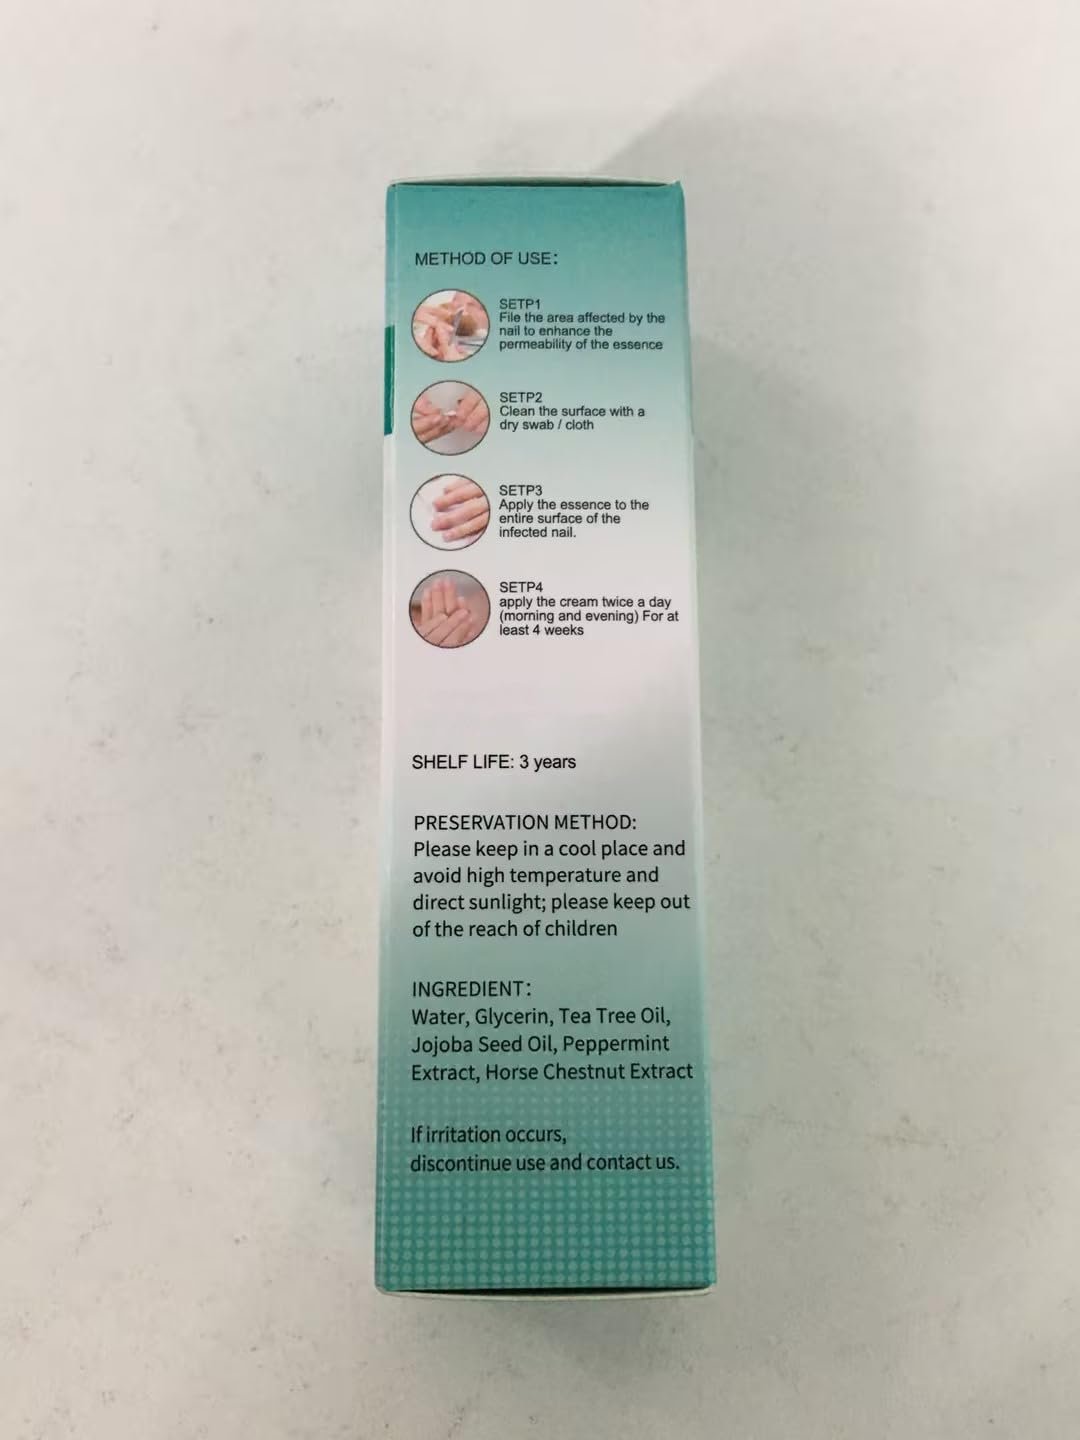 METHOD OF USE:
SETP1
File the area affected by the
nail to enhance the
permeability of the essence
SETP2
Clean the surface with a
dry swab / cloth
SETP3
Apply the essence to the
entire surface of the
infected nail.
SETP4
apply the cream twice a day
(morning and evening) For at
least 4 weeks
SHELF LIFE: 3 years
PRESERVATION METHOD:
Please keep in a cool place and
avoid high temperature and
direct sunlight; please keep out
of the reach of children
INGREDIENT:
Water, Glycerin, Tea Tree Oil,
Jojoba Seed Oil, Peppermint
Extract, Horse Chestnut Extract
If irritation occurs,
discontinue use and contact us.